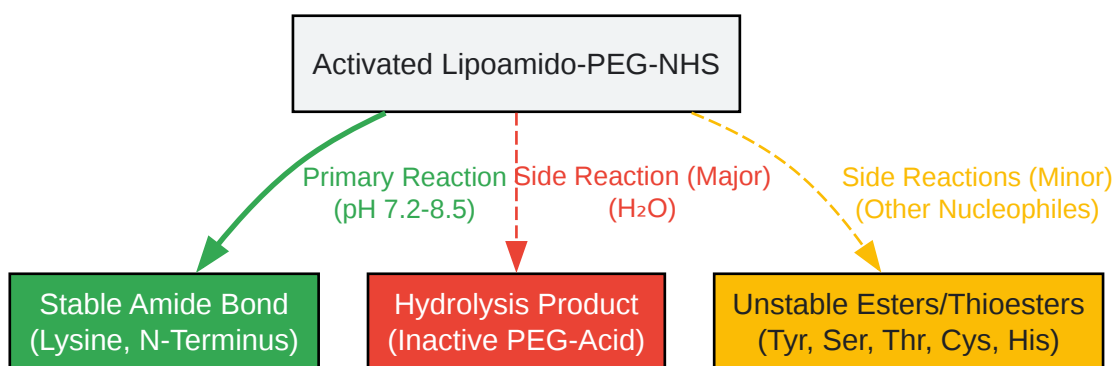 Activated Lipoamido-PEG-NHS
Primary Reaction
(pH 7.2-8.5)
Side Reaction (Major)
(H₂O)
Side Reactions (Minor)
(Other Nucleophiles)
Stable Amide Bond
(Lysine, N-Terminus)
Hydrolysis Product
(Inactive PEG-Acid)
Unstable Esters/Thioesters
(Tyr, Ser, Thr, Cys, His)